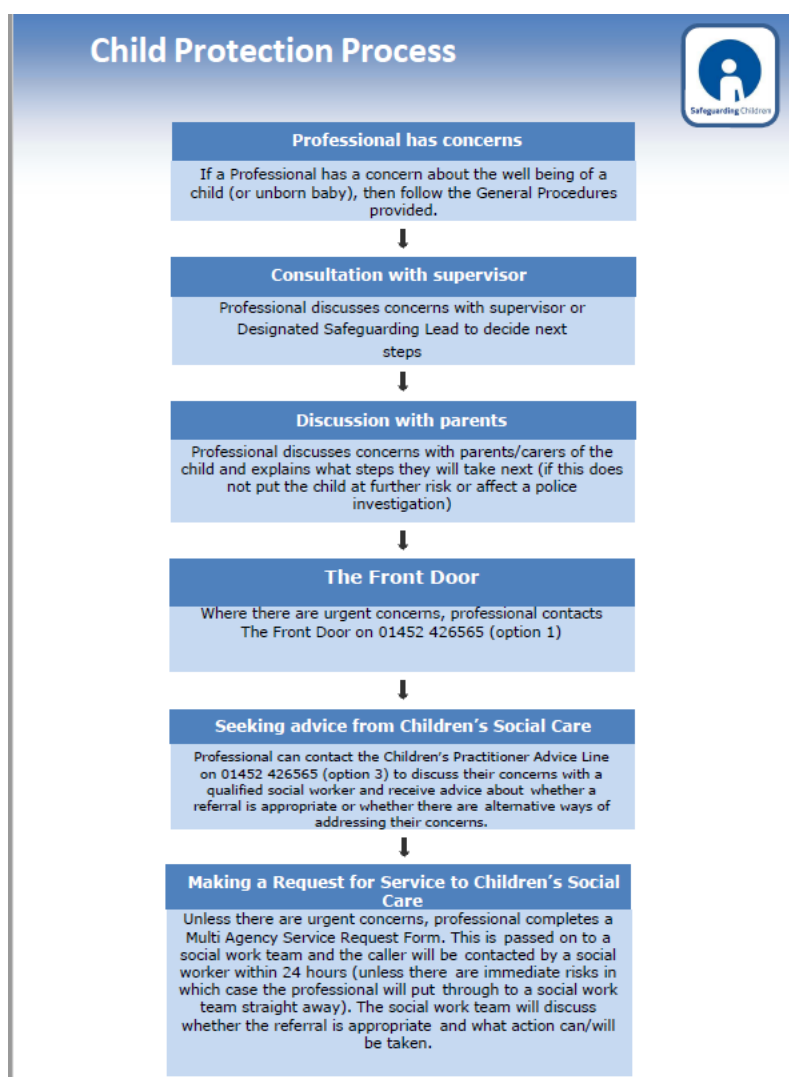 Child Protection Process
Safeguarding Children
Professional has concerns
If a Professional has a concern about the well being of a
child (or unborn baby), then follow the General Procedures
provided.
Consultation with supervisor
Professional discusses concerns with supervisor or
Designated Safeguarding Lead to decide next
steps
Discussion with parents
Professional discusses concerns with parents/carers of the
child and explains what steps they will take next (if this does
not put the child at further risk or affect a police
investigation)
The Front Door
Where there are urgent concerns, professional contacts
The Front Door on 01452 426565 (option 1)
Seeking advice from Children's Social Care
Professional can contact the Children's Practitioner Advice Line
on 01452 426565 (option 3) to discuss their concerns with a
qualified social worker and receive advice about whether a
referral is appropriate or whether there are alternative ways of
addressing their concerns.
Making a Request for Service to Children's Social
Care
Unless there are urgent concerns, professional completes a
Multi Agency Service Request Form. This is passed on to a
social work team and the caller will be contacted by a social
worker within 24 hours (unless there are immediate risks in
which case the professional will put through to a social work
team straight away). The social work team will discuss
whether the referral is appropriate and what action can/will
be taken.